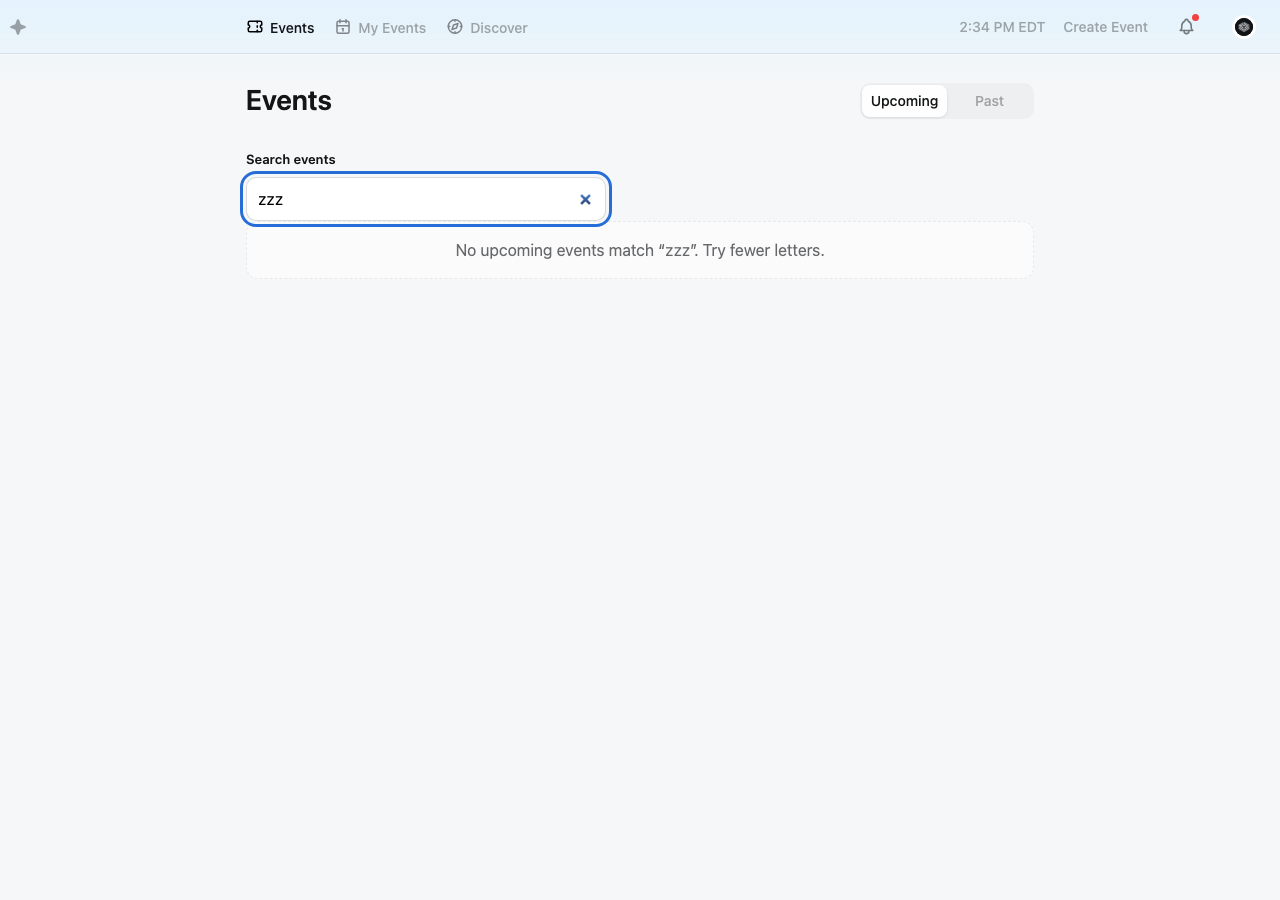 Events
My Events
Discover
2:34 PM EDT
Create Event
Events
Upcoming
Past
Search events
zzz
No upcoming events match “zzz”. Try fewer letters.